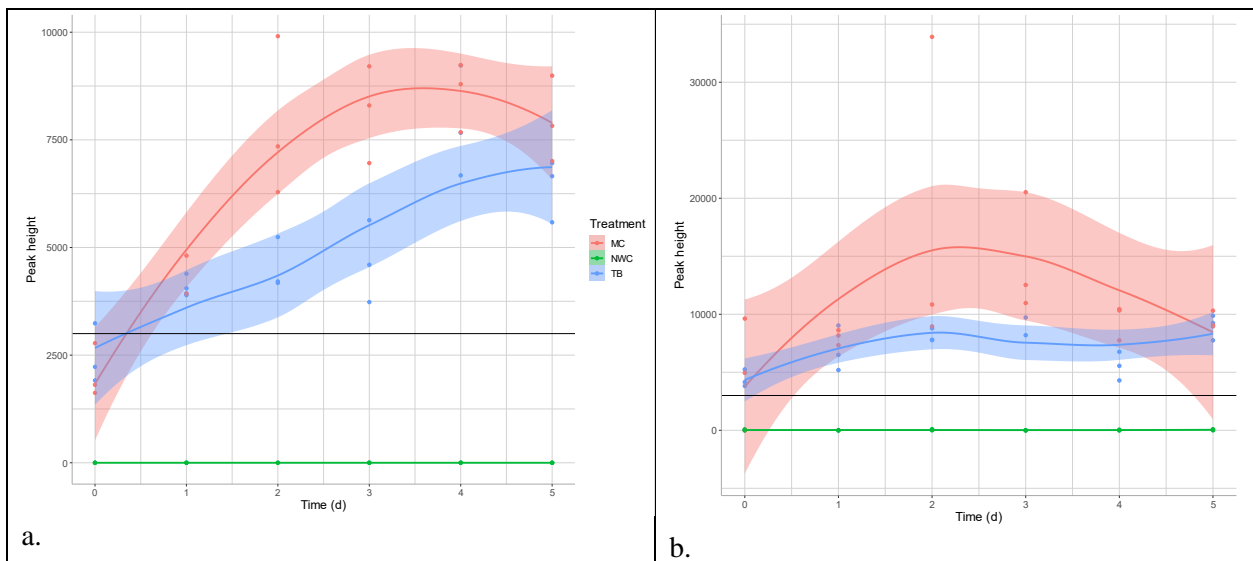 10000
7500
5000
2500
0
Peak height
0 1 2 3 4 5
Time (d)
Treatment
MC
NWC
TB
a.
30000
20000
10000
0
Peak height
0 1 2 3 4 5
Time (d)
b.